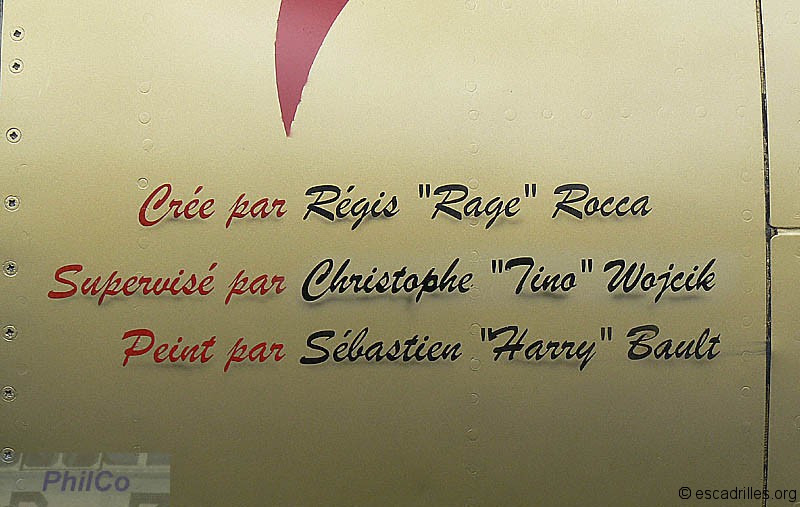 Crée par Régis "Rage" Rocca
Supervisé par Christophe "Tino" Wojcik
Peint par Sébastien "Harry" Bault
PhilCo
© escadrilles.org